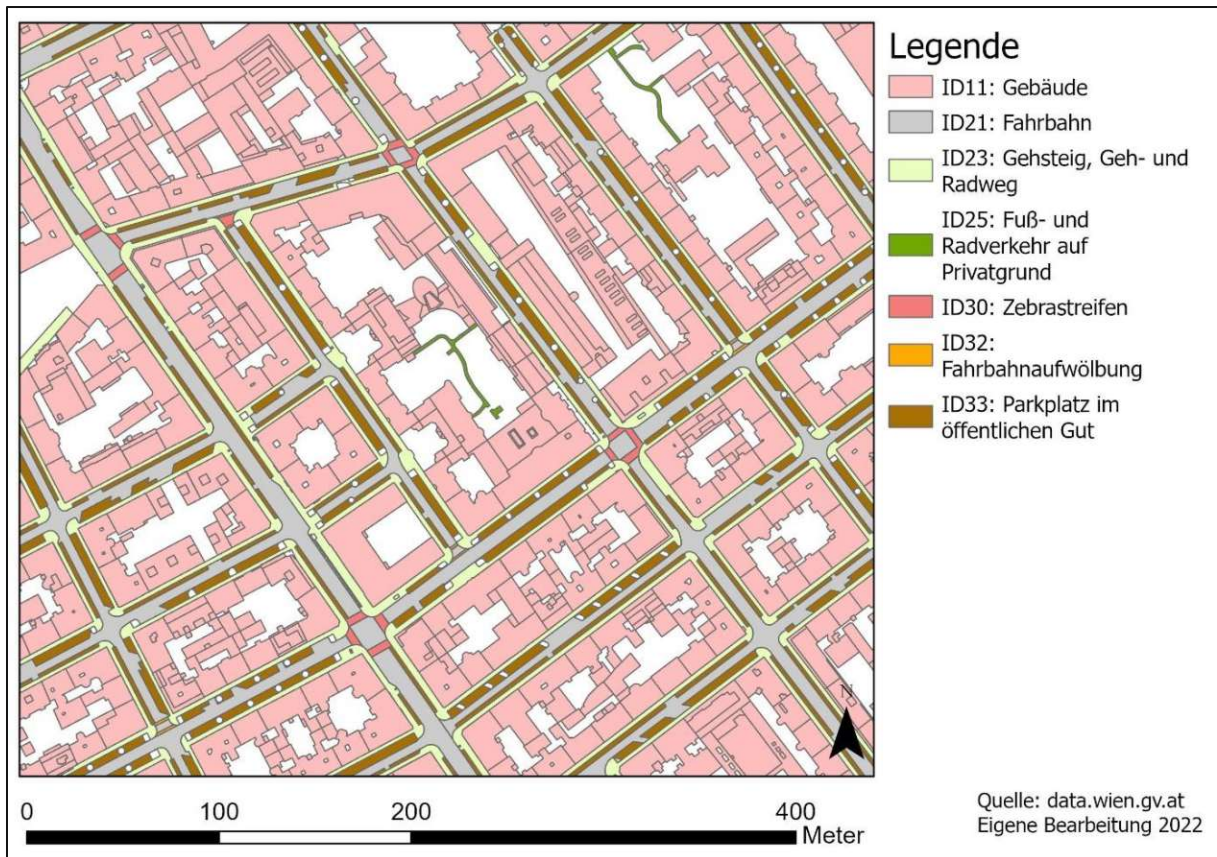 Legende
ID11: Gebäude
ID21: Fahrbahn
ID23: Gehsteig, Geh- und
Radweg
ID25: Fuß- und
Radverkehr auf
Privatgrund
ID30: Zebrastreifen
ID32:
Fahrbahnaufwölbung
ID33: Parkplatz im
öffentlichen Gut
N
0 100 200 400
Meter
Quelle: data.wien.gv.at
Eigene Bearbeitung 2022